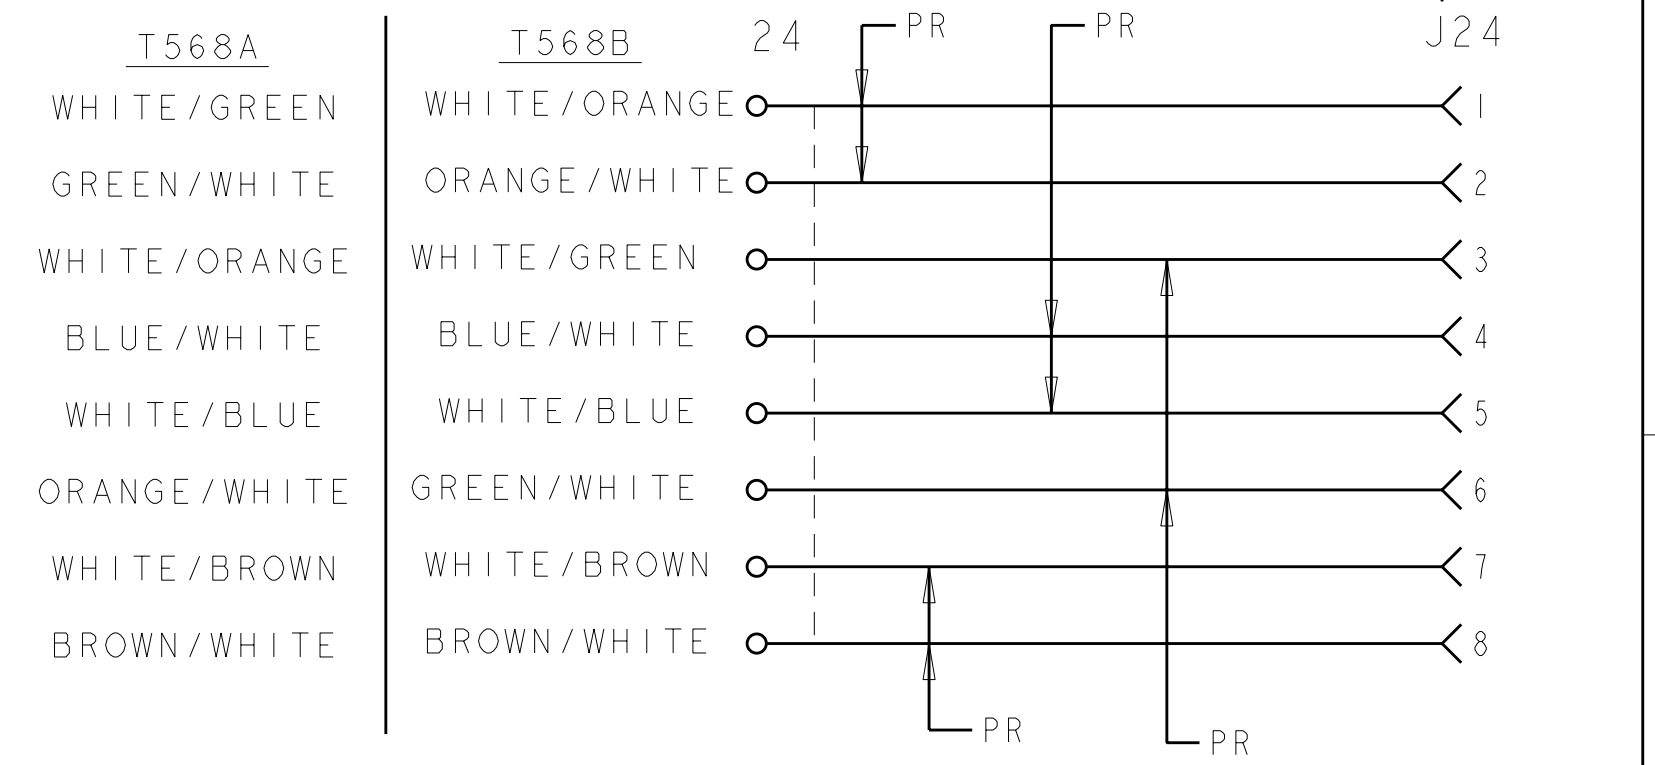 T568A T568B 24 PR PR J24
WHITE/GREEN WHITE/ORANGE 1
GREEN/WHITE ORANGE/WHITE 2
WHITE/ORANGE WHITE/GREEN 3
BLUE/WHITE BLUE/WHITE 4
WHITE/BLUE WHITE/BLUE 5
ORANGE/WHITE GREEN/WHITE 6
WHITE/BROWN WHITE/BROWN 7
BROWN/WHITE BROWN/WHITE 8
PR PR